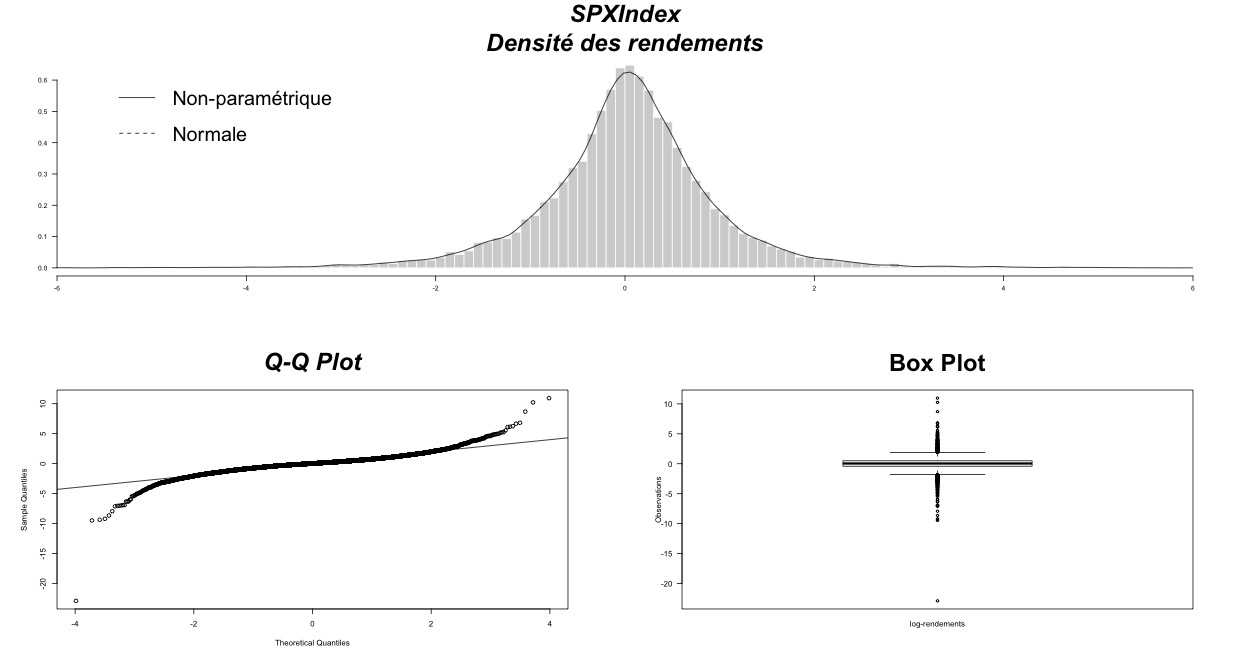 SPXIndex
Densité des rendements
0.6
0.5
0.4
0.3
0.2
0.1
0.0
Non-paramétrique
Normale
-6 -4 -2 0 2 4 6
Q-Q Plot
Sample Quantiles
10
5
0
-5
-10
-15
-20
-4 -2 0 2 4
Theoretical Quantiles
Box Plot
Observations
10
5
0
-5
-10
-15
-20
log-rendements